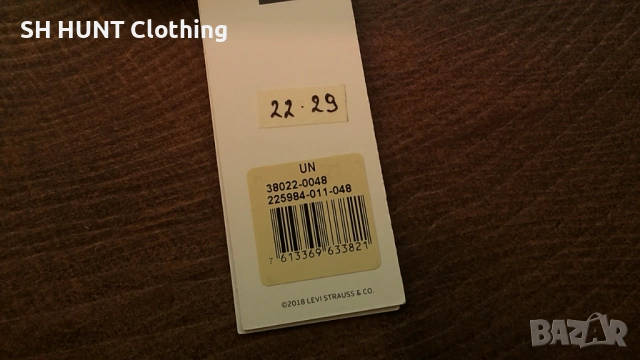 SH HUNT Clothing
22.29
UN
38022-0048
225984-011-048
7 613369 633821
©2018 LEVI STRAUSS & CO.
BAZAR